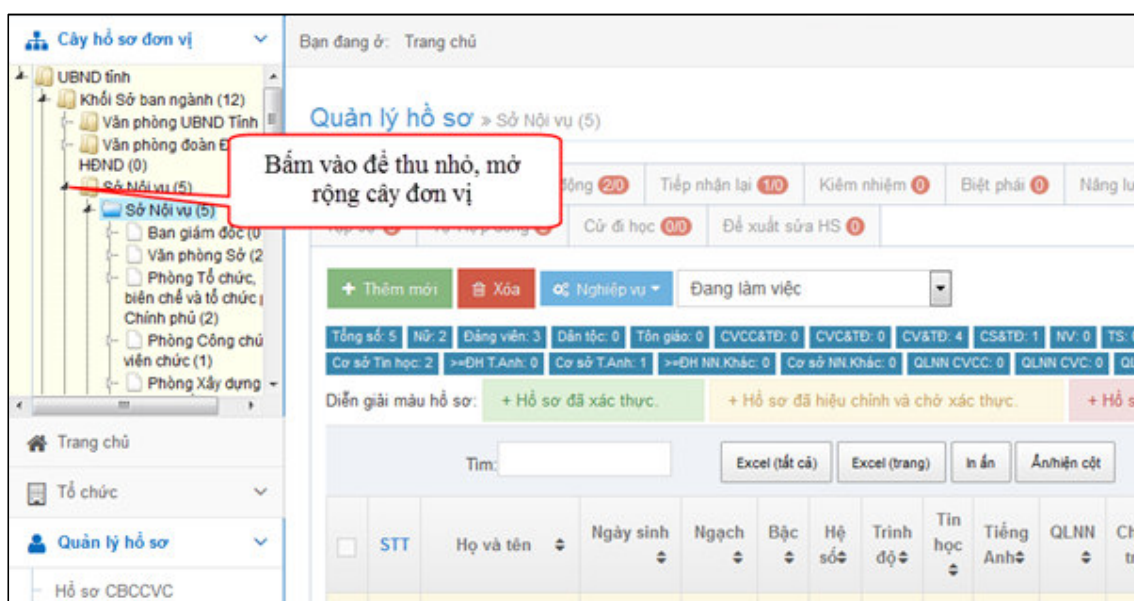 Cây hồ sơ đơn vị
UBND tỉnh
Khối Sở ban ngành (12)
Văn phòng UBND Tỉnh
Văn phòng đoàn
HĐND (0)
Sở Nội vụ (5)
Sở Nội vụ (5)
Ban giám đốc (0
Văn phòng Sở (2
Phòng Tổ chức,
biên chế và tổ chức
Chính phủ (2)
Phòng Công chứ
viên chức (1)
Phòng Xây dựng
Trang chủ
Tổ chức
Quản lý hồ sơ
Hồ sơ CBCCVC
Bạn đang ở: Trang chủ
Quản lý hồ sơ » Sở Nội vụ (5)
Bấm vào để thu nhỏ, mở
rộng cây đơn vị
động 2/0 Tiếp nhận lại 1/0 Kiêm nhiệm 0 Biệt phái 0 Nâng lư
Cử đi học 0/0 Đề xuất sửa HS 0
+ Thêm mới Xóa Nghiệp vụ Đang làm việc
Tổng số: 5 Nữ: 2 Đảng viên: 3 Dân tộc: 0 Tôn giáo: 0 CVCC&TĐ: 0 CVC&TĐ: 0 CV&TĐ: 4 CS&TĐ: 1 NV: 0 TS: 0
Cơ sở Tin học: 2 >=ĐH T.Anh: 0 Cơ sở T.Anh: 1 >=ĐH NN.Khác: 0 Cơ sở NN.Khác: 0 QLNN CVCC: 0 QLNN CVC: 0
Diễn giải màu hồ sơ: + Hồ sơ đã xác thực. + Hồ sơ đã hiệu chỉnh và chờ xác thực. + Hồ s
Tìm: Excel (tất cả) Excel (trang) In ấn Ẩn/hiện cột
STT Họ và tên Ngày sinh Ngạch Bậc Hệ số Trình độ Tin học Tiếng Anh QLNN